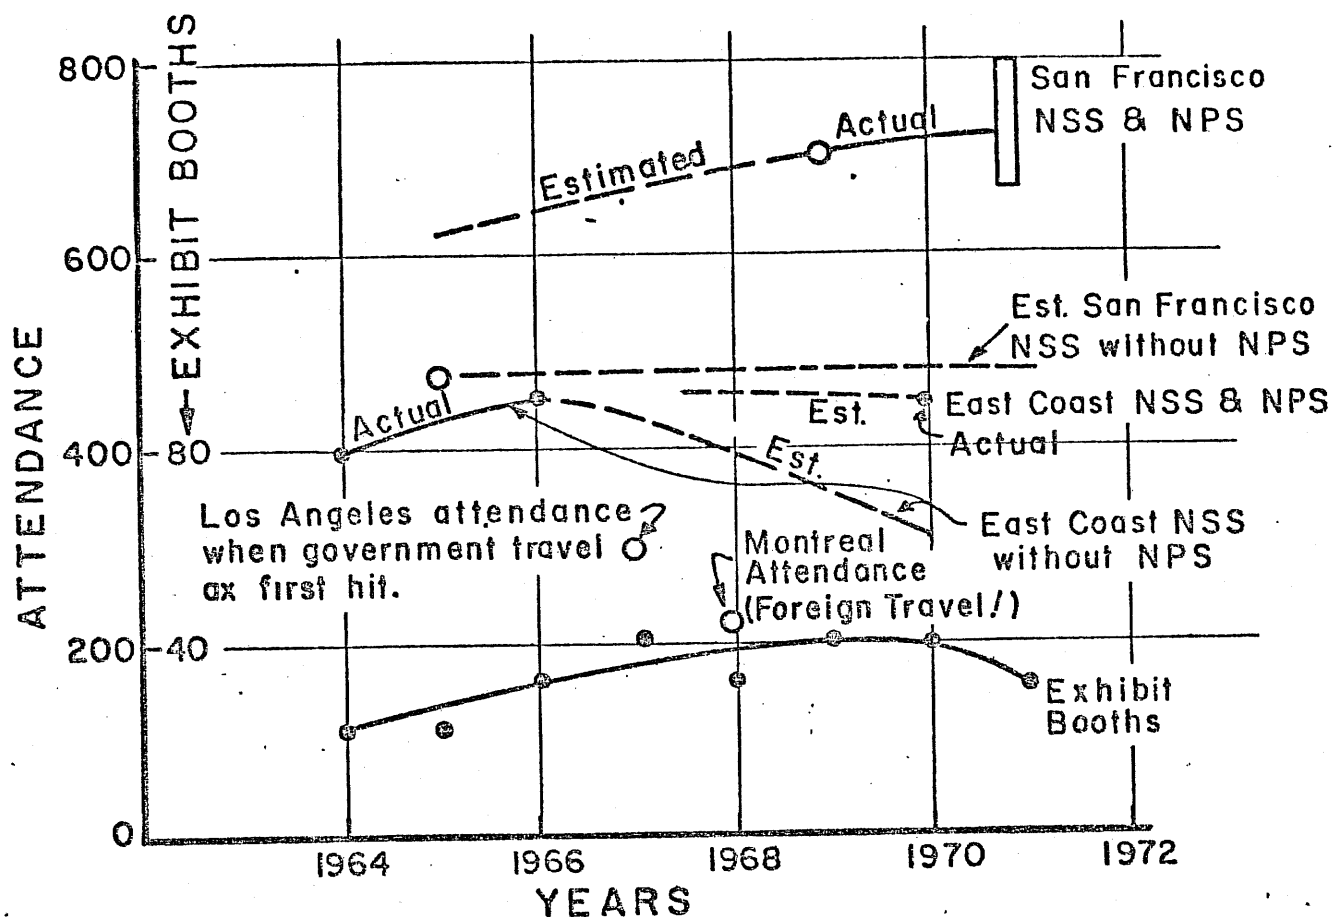 800
EXHIBIT BOOTHS
San Francisco
NSS & NPS
Actual
Estimated
600
Est. San Francisco
NSS without NPS
ATTENDANCE
Actual
Est.
East Coast NSS & NPS
Actual
400
80
Est.
Los Angeles attendance
when government travel
ax first hit.
Montreal
Attendance
(Foreign Travel!)
East Coast NSS
without NPS
200
40
Exhibit
Booths
0
1964
1966
1968
1970
1972
YEARS